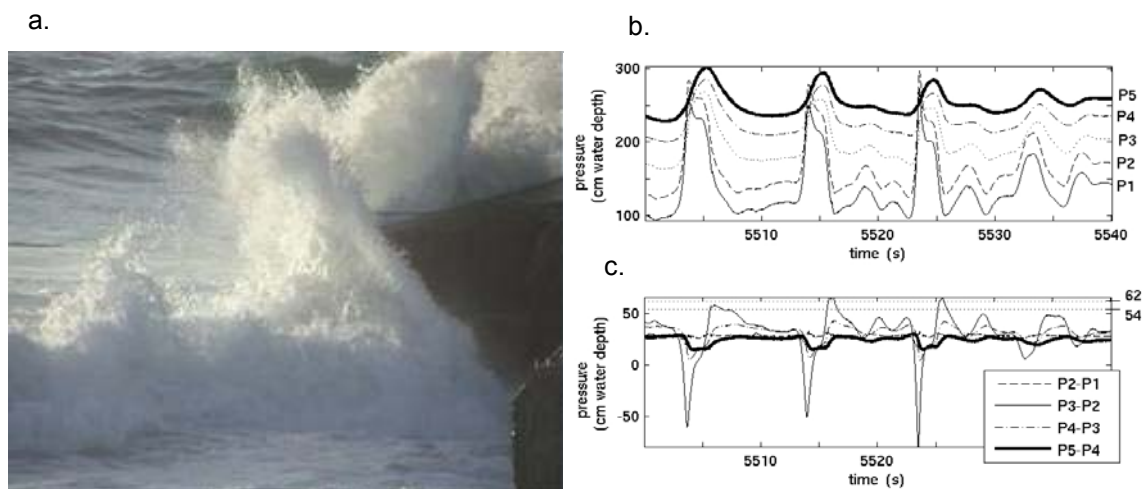 a.
b.
300
200
100
pressure
(cm water depth)
P5
P4
P3
P2
P1
5510
5520
5530
5540
time (s)
c.
50
0
-50
pressure
(cm water depth)
62
54
P2-P1
P3-P2
P4-P3
P5-P4
5510
5520
time (s)